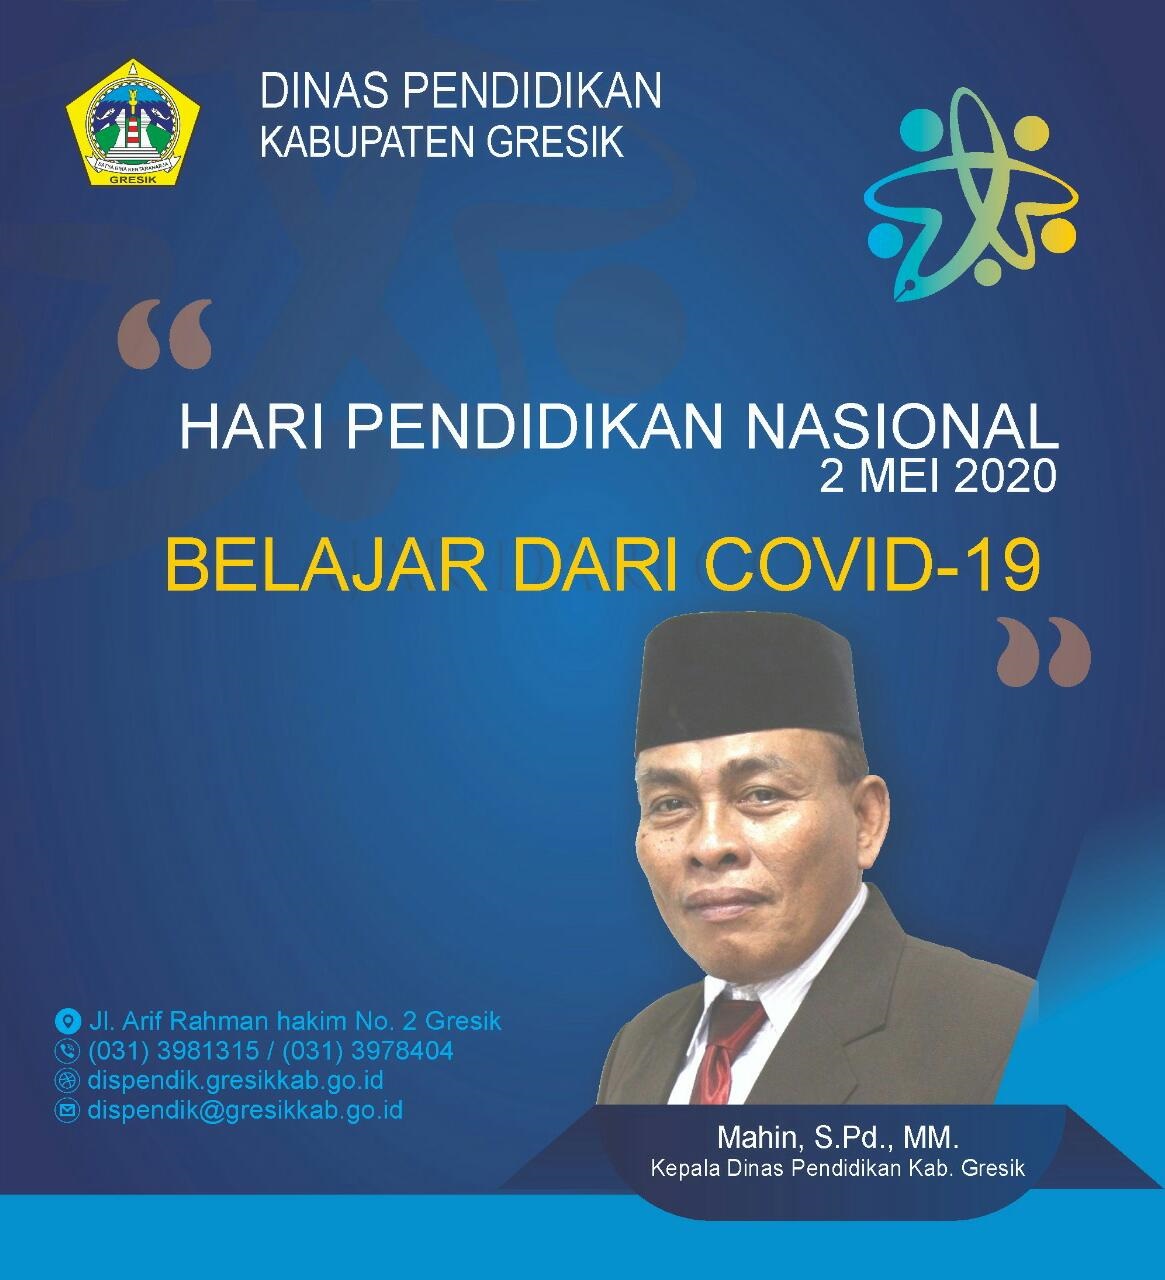 DINAS PENDIDIKAN
KABUPATEN GRESIK
GRESIK
HARI PENDIDIKAN NASIONAL
2 MEI 2020
BELAJAR DARI COVID-19
Jl. Arif Rahman hakim No. 2 Gresik
(031) 3981315 / (031) 3978404
dispendik.gresikkab.go.id
dispendik@gresikkab.go.id
Mahin, S.Pd., MM.
Kepala Dinas Pendidikan Kab. Gresik